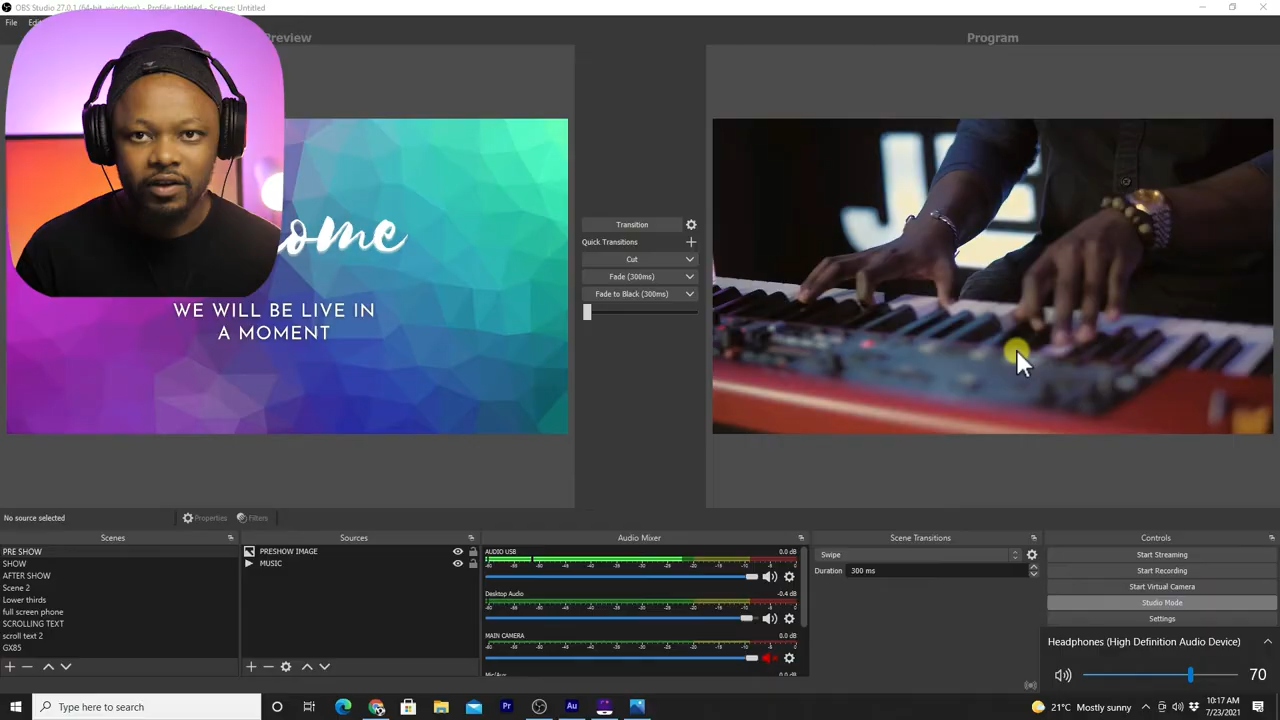 OBS Studio 27.0.1 (64-bit, windows) - Profile: Untitled - Scenes: Untitled
File
Preview
Program
ome
WE WILL BE LIVE IN
A MOMENT
Transition
Quick Transitions
Cut
Fade (300ms)
Fade to Black (300ms)
No source selected
Properties
Filters
Scenes
PRE SHOW
SHOW
AFTER SHOW
Scene 2
Lower thirds
full screen phone
SCROLLING TEXT
scroll text 2
GX85
Sources
PRESHOW IMAGE
MUSIC
Audio Mixer
AUDIO USB
0.0 dB
Desktop Audio
-0.4 dB
MAIN CAMERA
0.0 dB
Scene Transitions
Swipe
Duration
300 ms
Controls
Start Streaming
Start Recording
Start Virtual Camera
Studio Mode
Settings
Headphones (High Definition Audio Device)
70
Type here to search
Pr
Au
21°C Mostly sunny
10:17 AM
7/23/2021